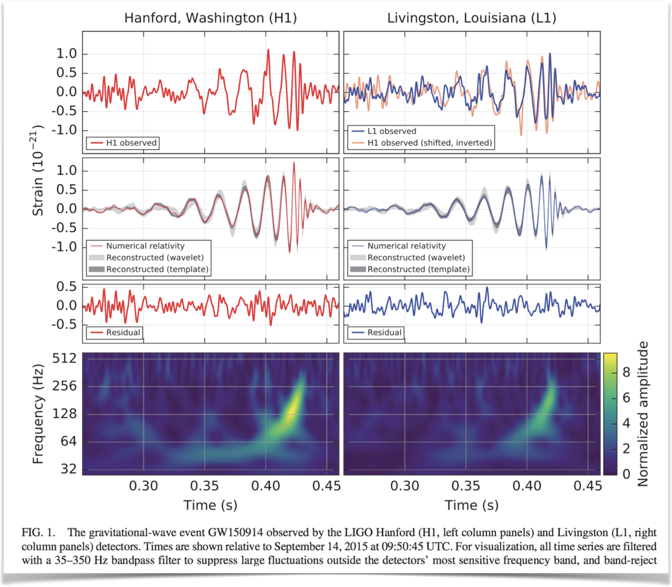 Hanford, Washington (H1)
Livingston, Louisiana (L1)
Strain (10⁻²¹)
1.0
0.5
0.0
-0.5
-1.0
H1 observed
L1 observed
H1 observed (shifted, inverted)
1.0
0.5
0.0
-0.5
-1.0
Numerical relativity
Reconstructed (wavelet)
Reconstructed (template)
Numerical relativity
Reconstructed (wavelet)
Reconstructed (template)
0.5
0.0
-0.5
Residual
Residual
Frequency (Hz)
512
256
128
64
32
0.30
0.35
0.40
0.45
Time (s)
0.30
0.35
0.40
0.45
Time (s)
8
6
4
2
0
Normalized amplitude
FIG. 1. The gravitational-wave event GW150914 observed by the LIGO Hanford (H1, left column panels) and Livingston (L1, right
column panels) detectors. Times are shown relative to September 14, 2015 at 09:50:45 UTC. For visualization, all time series are filtered
with a 35–350 Hz bandpass filter to suppress large fluctuations outside the detectors' most sensitive frequency band, and band-reject